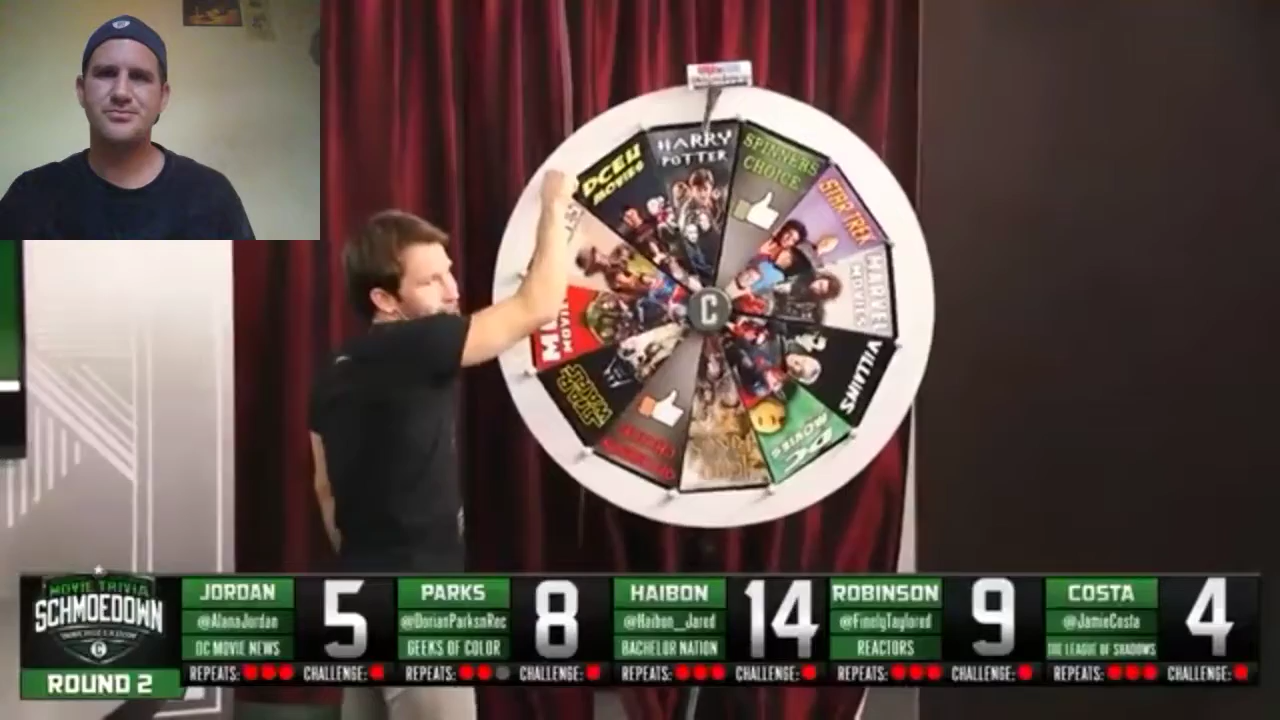 HARRY
POTTER
DCEU
MOVIES
SPINNERS
CHOICE
STAR TREK
MARVEL
MOVIES
VILLAINS
DC
MOVIES
STAR
WARS
C
MOVIE TRIVIA
SCHMOEDOWN
ROUND 2
JORDAN
@AlanaJordan
DC MOVIE NEWS
5
REPEATS: CHALLENGE:
PARKS
@DorianParksnRec
GEEKS OF COLOR
8
REPEATS: CHALLENGE:
HAIBON
@Haibon__Jared
BACHELOR NATION
14
REPEATS: CHALLENGE:
ROBINSON
@FinelyTaylored
REACTORS
9
REPEATS: CHALLENGE:
COSTA
@JamieCosta
THE LEAGUE OF SHADOWS
4
REPEATS: CHALLENGE: